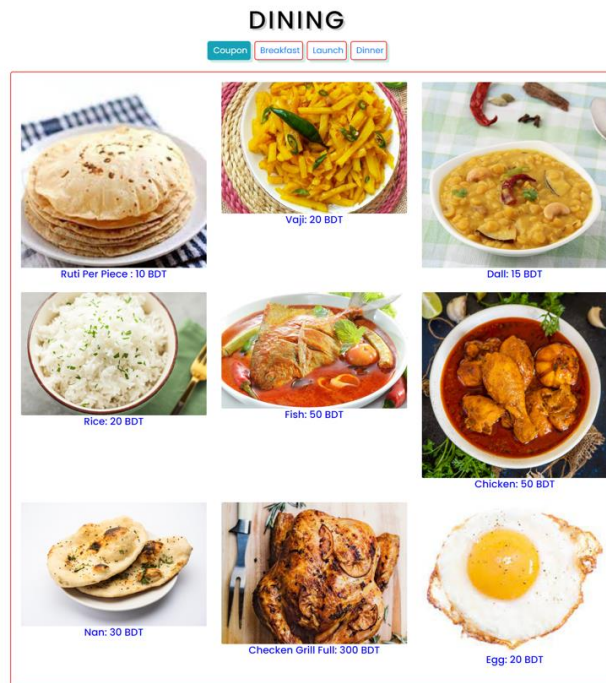 DINING
Coupon Breakfast Launch Dinner
Ruti Per Piece : 10 BDT
Vaji: 20 BDT
Dall: 15 BDT
Rice: 20 BDT
Fish: 50 BDT
Chicken: 50 BDT
Nan: 30 BDT
Checken Grill Full: 300 BDT
Egg: 20 BDT